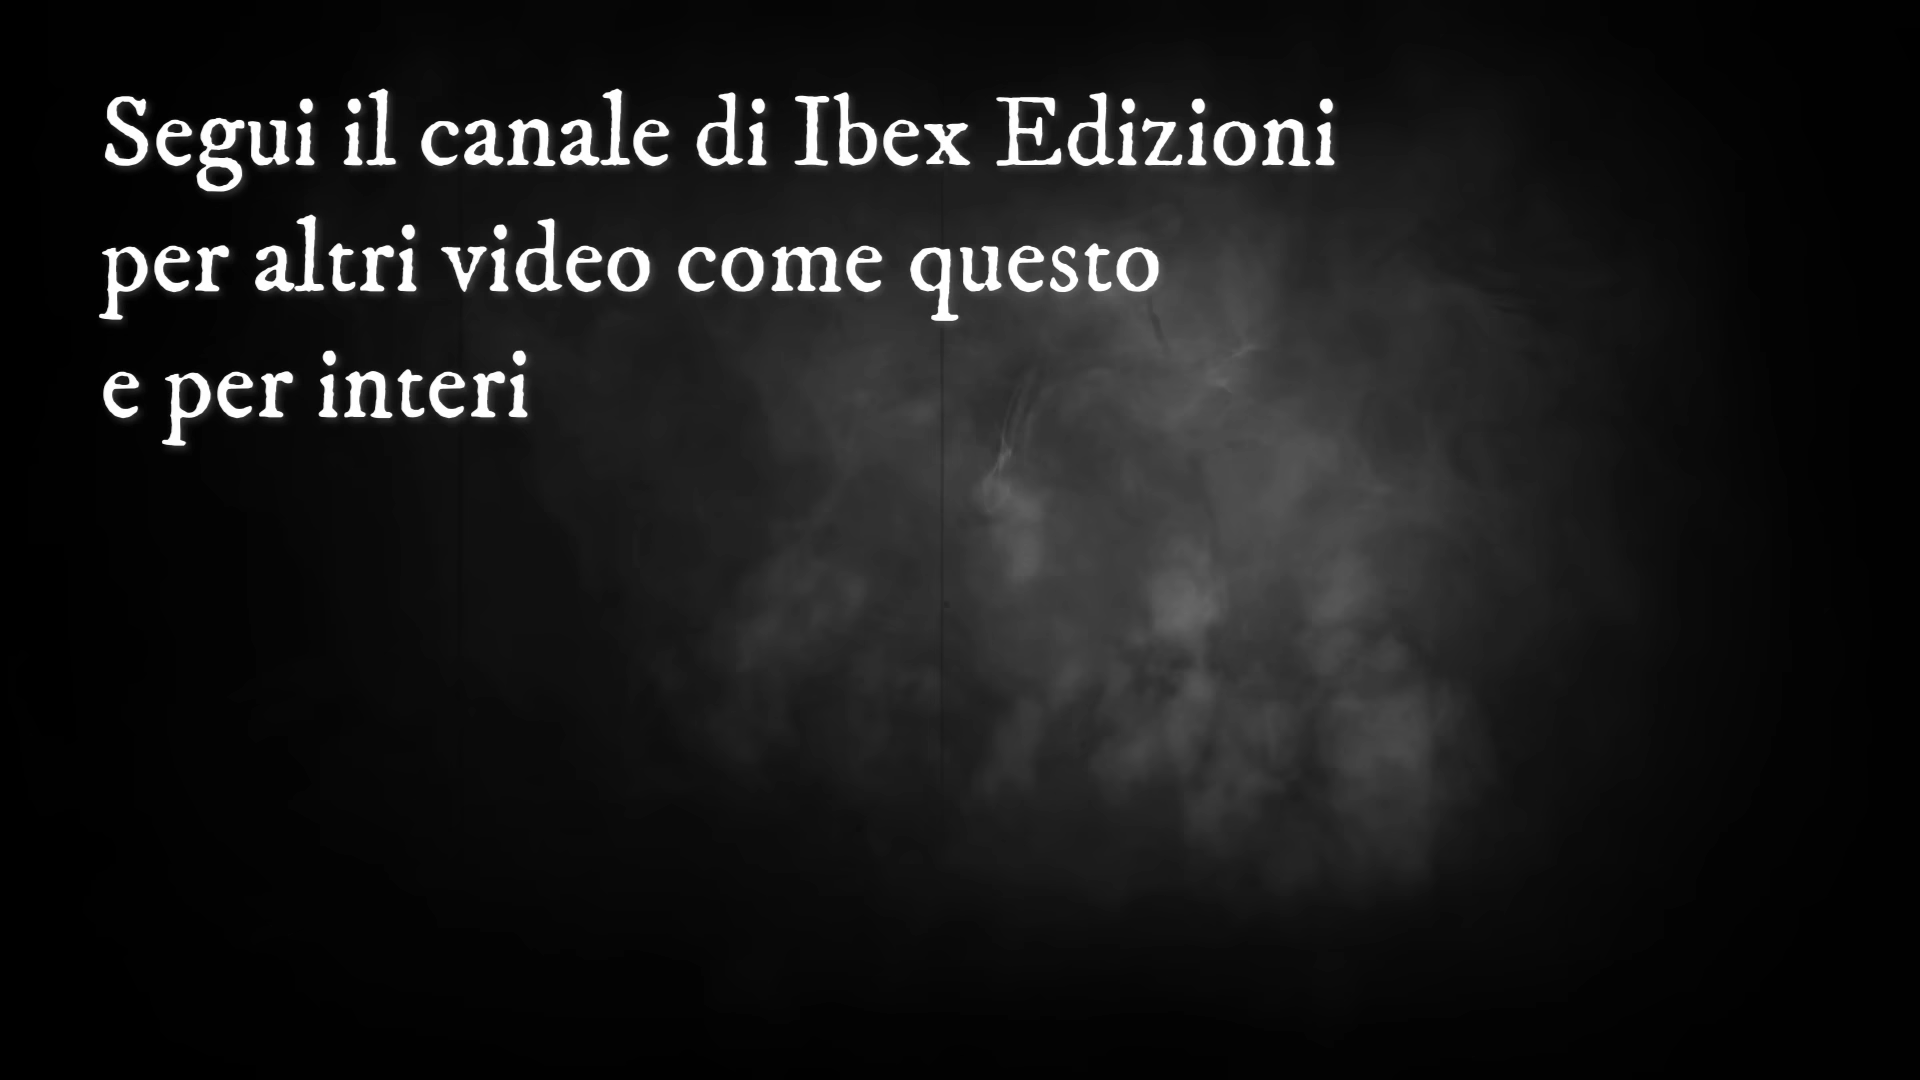 Segui il canale di Ibex Edizioni
per altri video come questo
e per interi